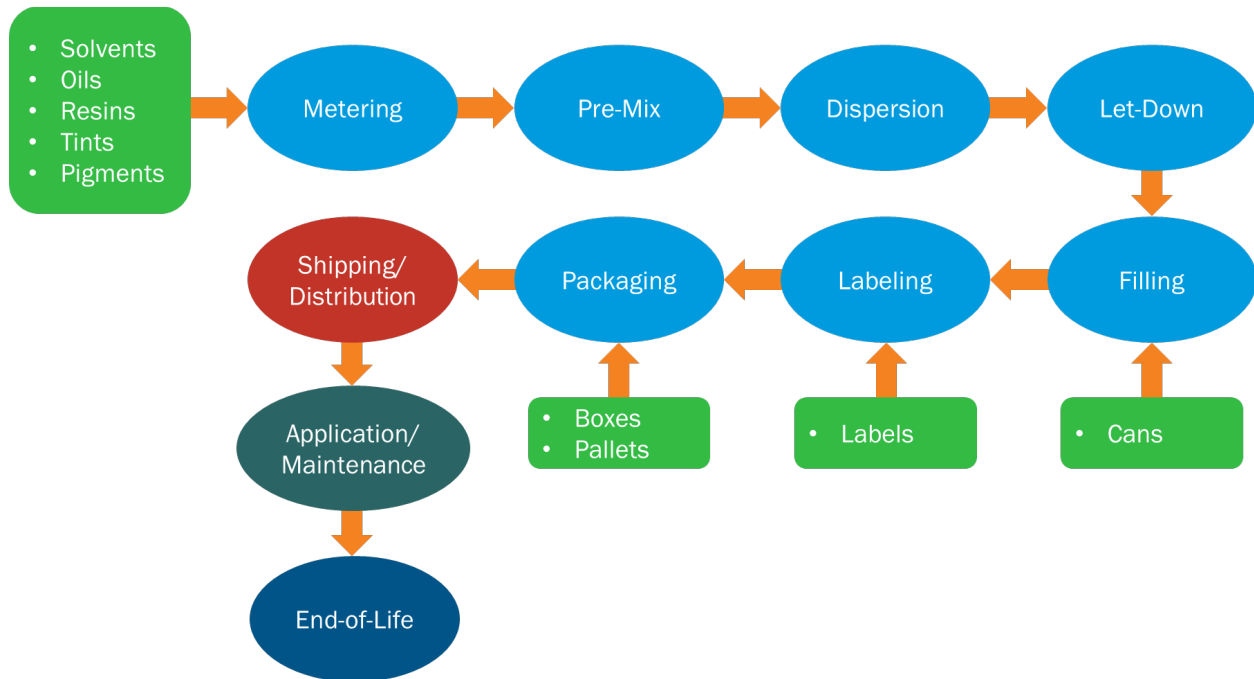 • Solvents
• Oils
• Resins
• Tints
• Pigments
Metering
Pre-Mix
Dispersion
Let-Down
Shipping/
Distribution
Packaging
Labeling
Filling
Application/
Maintenance
• Boxes
• Pallets
• Labels
• Cans
End-of-Life